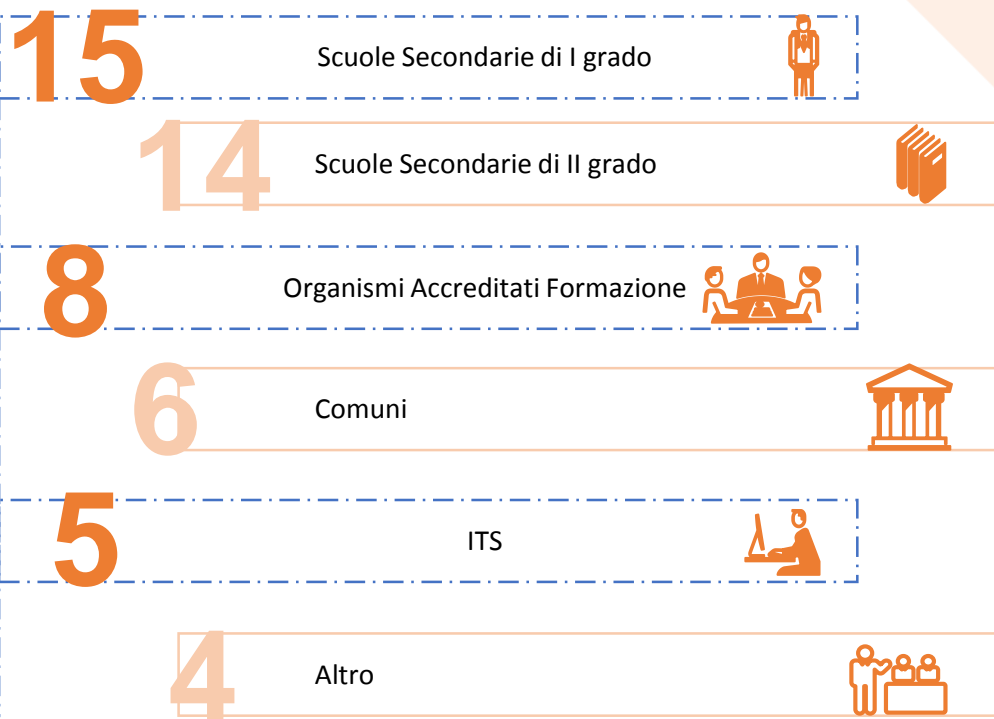 15
Scuole Secondarie di I grado
14
Scuole Secondarie di II grado
8
Organismi Accreditati Formazione
6
Comuni
5
ITS
4
Altro